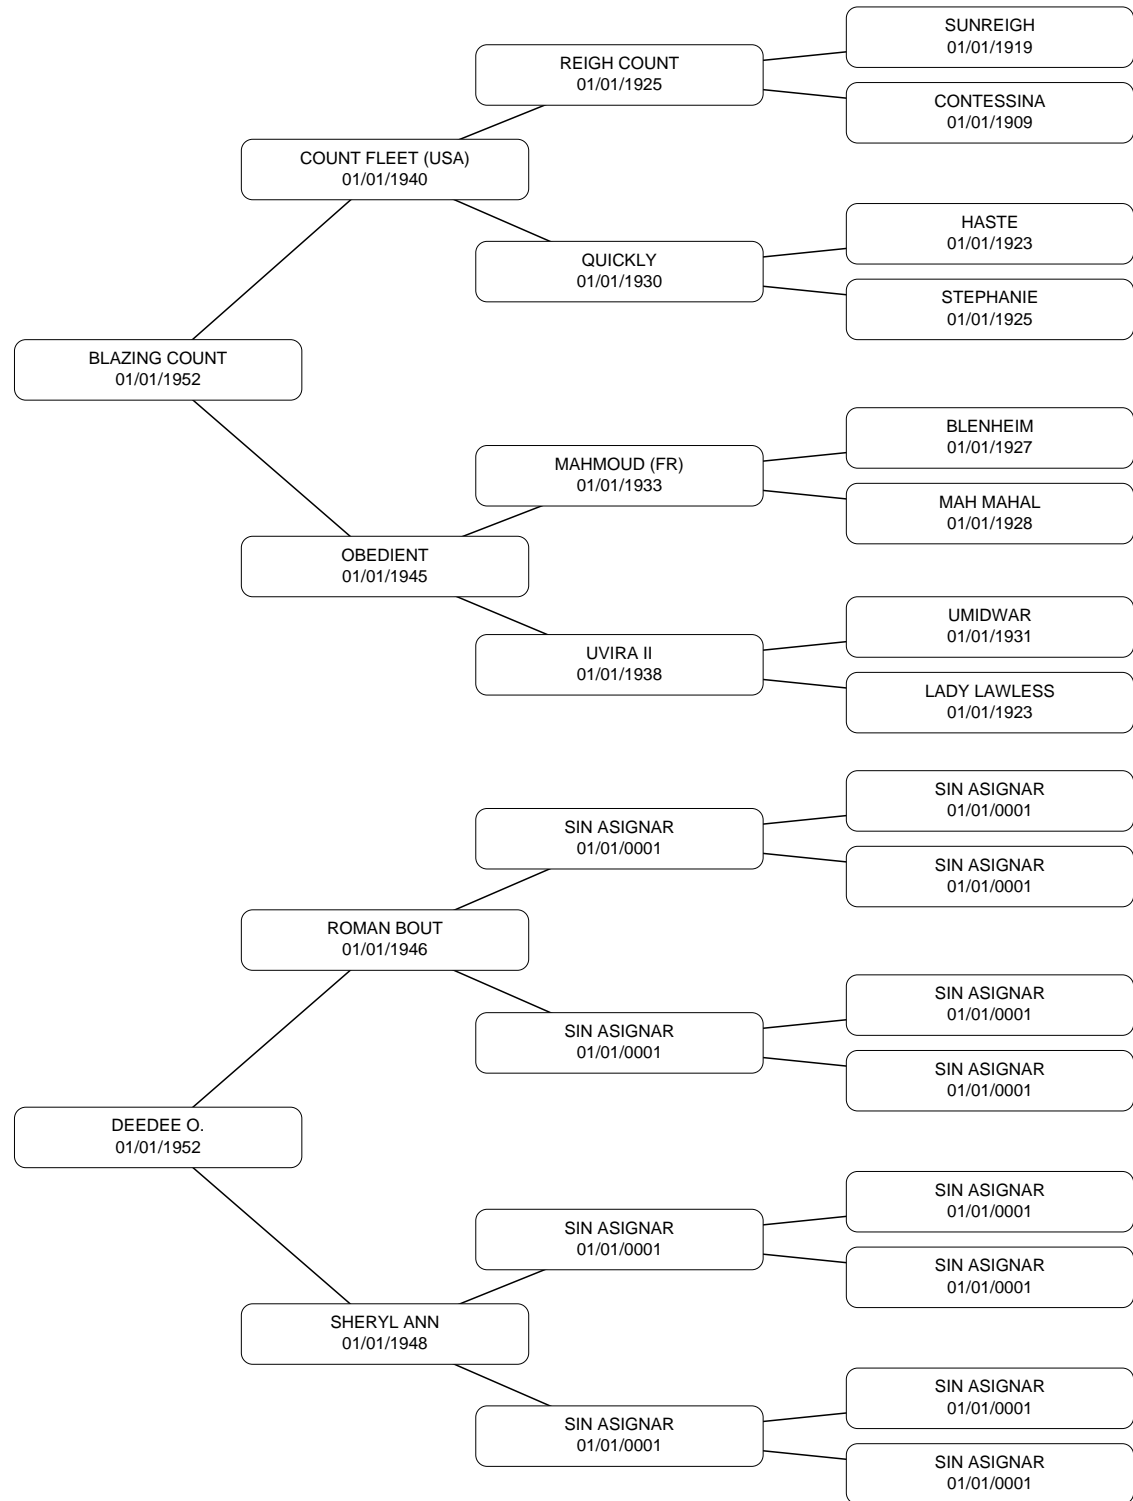 SUNREIGH
01/01/1919
REIGH COUNT
01/01/1925
CONTESSINA
01/01/1909
COUNT FLEET (USA)
01/01/1940
HASTE
01/01/1923
QUICKLY
01/01/1930
STEPHANIE
01/01/1925
BLAZING COUNT
01/01/1952
BLENHEIM
01/01/1927
MAHMOUD (FR)
01/01/1933
MAH MAHAL
01/01/1928
OBEDIENT
01/01/1945
UMIDWAR
01/01/1931
UVIRA II
01/01/1938
LADY LAWLESS
01/01/1923
SIN ASIGNAR
01/01/0001
SIN ASIGNAR
01/01/0001
SIN ASIGNAR
01/01/0001
ROMAN BOUT
01/01/1946
SIN ASIGNAR
01/01/0001
SIN ASIGNAR
01/01/0001
SIN ASIGNAR
01/01/0001
DEEDEE O.
01/01/1952
SIN ASIGNAR
01/01/0001
SIN ASIGNAR
01/01/0001
SIN ASIGNAR
01/01/0001
SHERYL ANN
01/01/1948
SIN ASIGNAR
01/01/0001
SIN ASIGNAR
01/01/0001
SIN ASIGNAR
01/01/0001